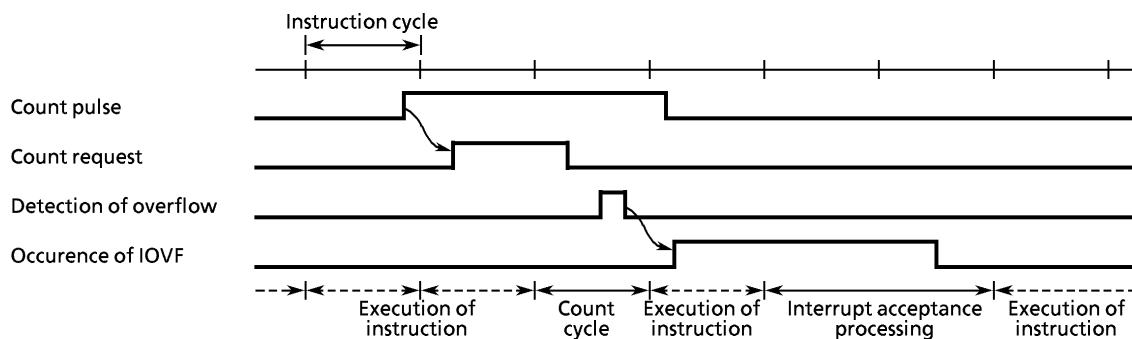 Instruction cycle
Count pulse
Count request
Detection of overflow
Occurence of IOVF
Execution of
instruction
Count
cycle
Execution of
instruction
Interrupt acceptance
processing
Execution of
instruction